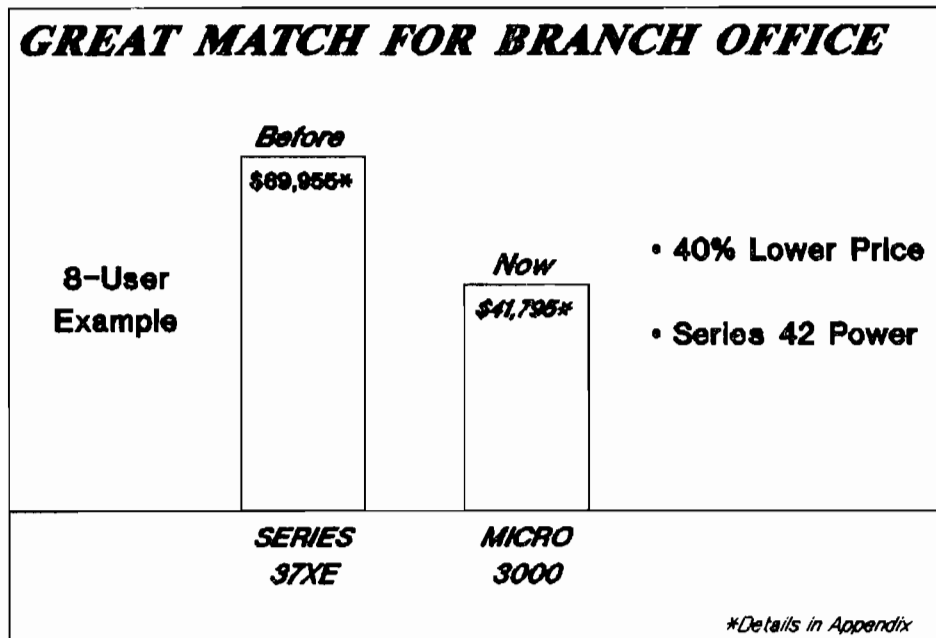 GREAT MATCH FOR BRANCH OFFICE
Before
$69,955*
8-User
Example
Now
$41,795*
• 40% Lower Price
• Series 42 Power
SERIES
37XE
MICRO
3000
*Details in Appendix